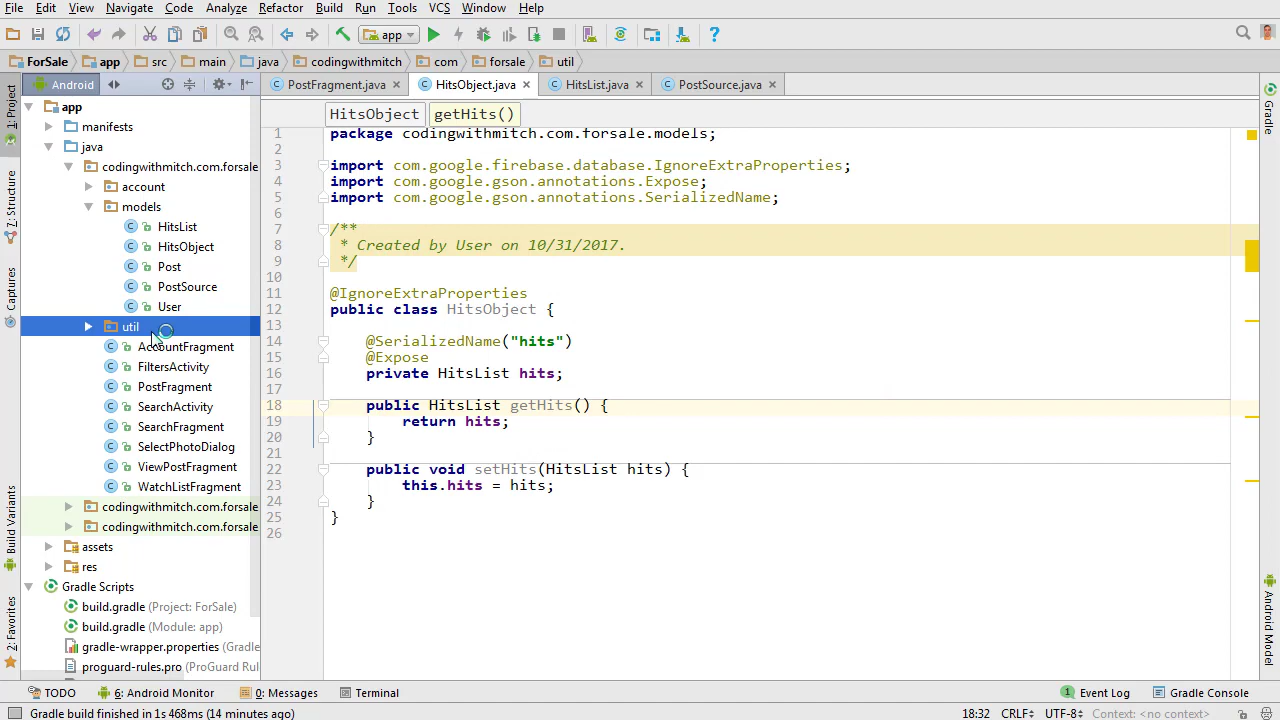 File Edit View Navigate Code Analyze Refactor Build Run Tools VCS Window Help
app
ForSale app src main java codingwithmitch com forsale util
Android
PostFragment.java HitsObject.java HitsList.java PostSource.java
HitsObject getHits()
1: Project
7: Structure
Captures
Build Variants
2: Favorites
app
manifests
java
codingwithmitch.com.forsale
account
models
HitsList
HitsObject
Post
PostSource
User
util
AccountFragment
FiltersActivity
PostFragment
SearchActivity
SearchFragment
SelectPhotoDialog
ViewPostFragment
WatchListFragment
codingwithmitch.com.forsale
codingwithmitch.com.forsale
assets
res
Gradle Scripts
build.gradle (Project: ForSale)
build.gradle (Module: app)
gradle-wrapper.properties (Gradle
proguard-rules.pro (ProGuard Rul
1 package codingwithmitch.com.forsale.models;
2
3 import com.google.firebase.database.IgnoreExtraProperties;
4 import com.google.gson.annotations.Expose;
5 import com.google.gson.annotations.SerializedName;
6
7 /**
8 * Created by User on 10/31/2017.
9 */
10
11 @IgnoreExtraProperties
12 public class HitsObject {
13
14 @SerializedName("hits")
15 @Expose
16 private HitsList hits;
17
18 public HitsList getHits() {
19 return hits;
20 }
21
22 public void setHits(HitsList hits) {
23 this.hits = hits;
24 }
25 }
26
Gradle
Android Model
TODO 6: Android Monitor 0: Messages Terminal 1 Event Log Gradle Console
Gradle build finished in 1s 468ms (14 minutes ago) 18:32 CRLF÷ UTF-8÷ Context: <no context>